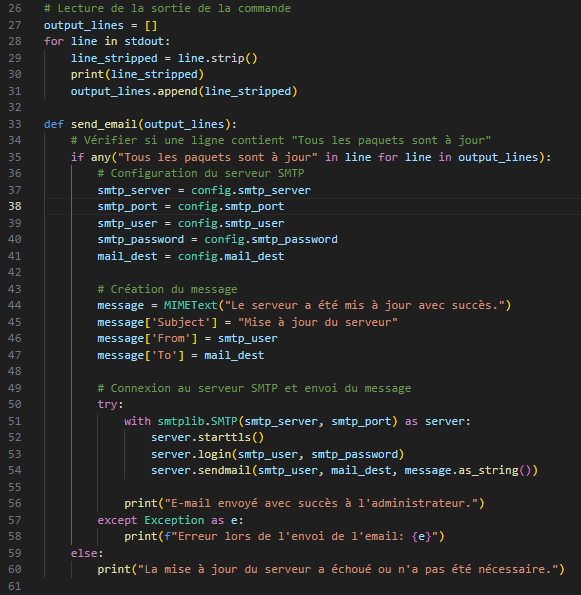 26 # Lecture de la sortie de la commande
27 output_lines = []
28 for line in stdout:
29     line_stripped = line.strip()
30     print(line_stripped)
31     output_lines.append(line_stripped)
32
33 def send_email(output_lines):
34     # Vérifier si une ligne contient "Tous les paquets sont à jour"
35     if any("Tous les paquets sont à jour" in line for line in output_lines):
36         # Configuration du serveur SMTP
37         smtp_server = config.smtp_server
38         smtp_port = config.smtp_port
39         smtp_user = config.smtp_user
40         smtp_password = config.smtp_password
41         mail_dest = config.mail_dest
42
43         # Création du message
44         message = MIMEText("Le serveur a été mis à jour avec succès.")
45         message['Subject'] = "Mise à jour du serveur"
46         message['From'] = smtp_user
47         message['To'] = mail_dest
48
49         # Connexion au serveur SMTP et envoi du message
50         try:
51             with smtplib.SMTP(smtp_server, smtp_port) as server:
52                 server.starttls()
53                 server.login(smtp_user, smtp_password)
54                 server.sendmail(smtp_user, mail_dest, message.as_string())
55
56             print("E-mail envoyé avec succès à l'administrateur.")
57         except Exception as e:
58             print(f"Erreur lors de l'envoi de l'email: {e}")
59     else:
60         print("La mise à jour du serveur a échoué ou n'a pas été nécessaire.")
61